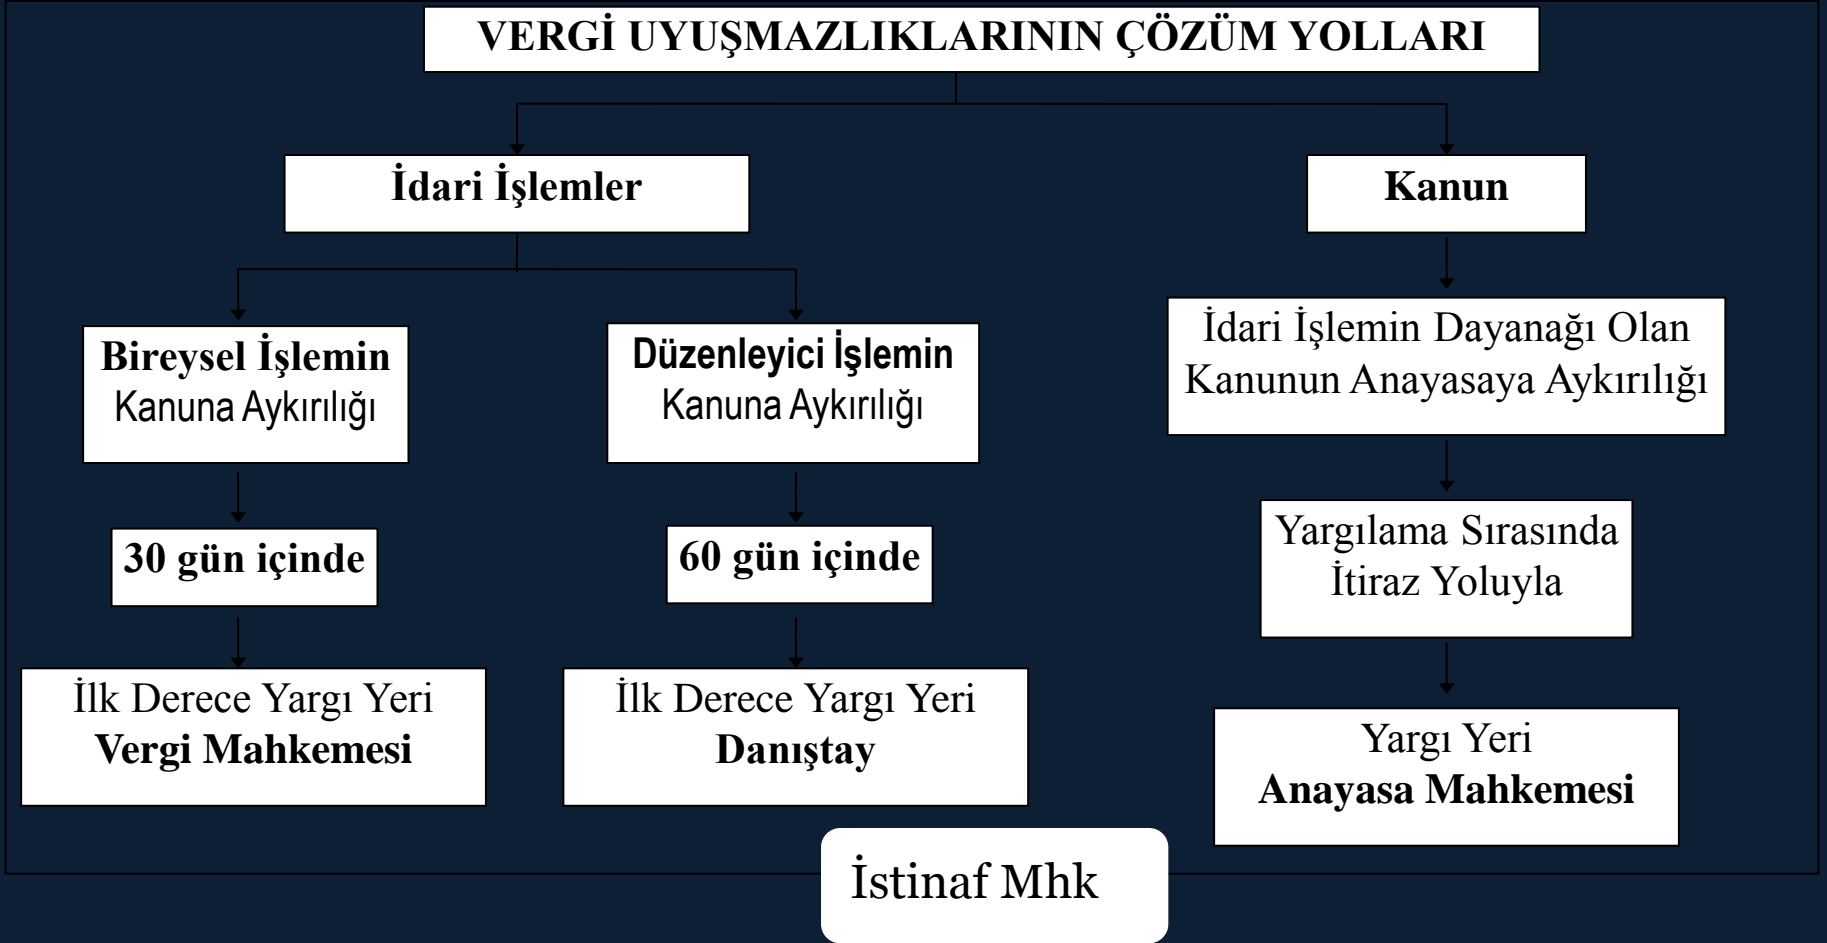 VERGİ UYUŞMAZLIKLARININ ÇÖZÜM YOLLARI
İdari İşlemler
Kanun
Bireysel İşlemin
Kanuna Aykırılığı
Düzenleyici İşlemin
Kanuna Aykırılığı
İdari İşlemin Dayanağı Olan
Kanunun Anayasaya Aykırılığı
30 gün içinde
60 gün içinde
Yargılama Sırasında
İtiraz Yoluyla
İlk Derece Yargı Yeri
Vergi Mahkemesi
İlk Derece Yargı Yeri
Danıştay
Yargı Yeri
Anayasa Mahkemesi
İstinaf Mhk